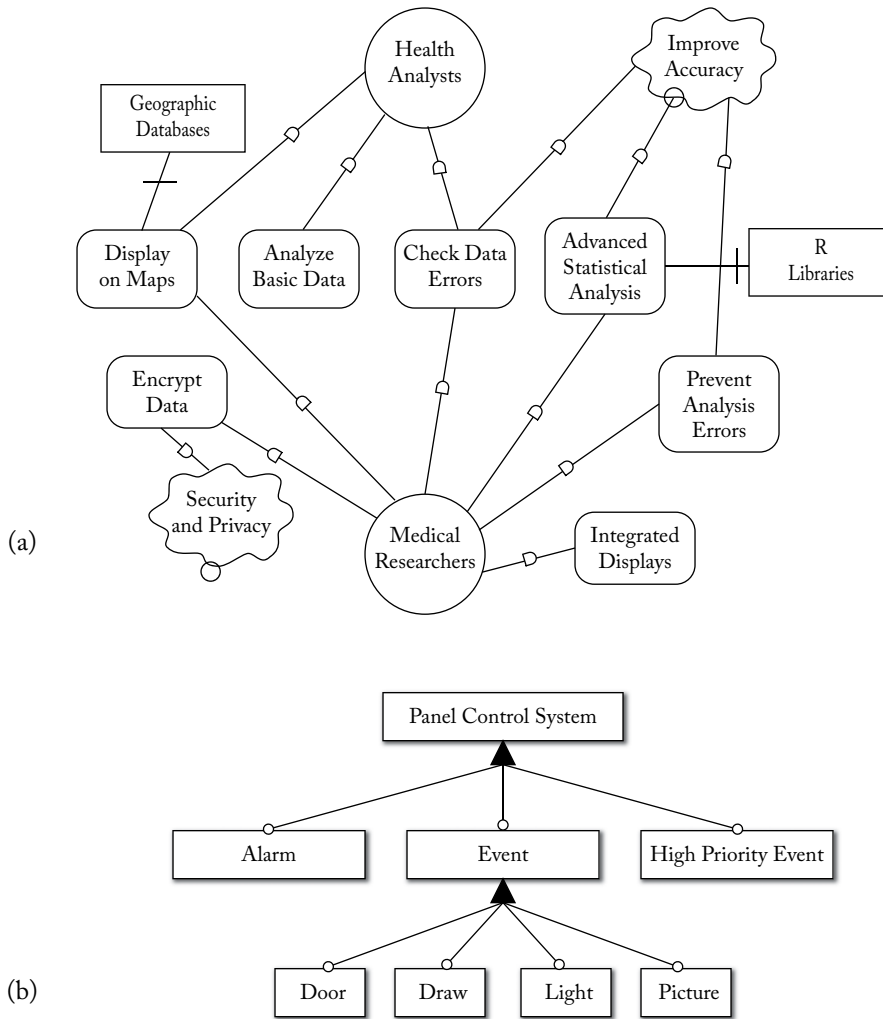 Health
Analysts
Improve
Accuracy
Geographic
Databases
Display
on Maps
Analyze
Basic Data
Check Data
Errors
Advanced
Statistical
Analysis
R
Libraries
Encrypt
Data
Prevent
Analysis
Errors
Security
and Privacy
Medical
Researchers
Integrated
Displays
(a)
Panel Control System
Alarm
Event
High Priority Event
Door
Draw
Light
Picture
(b)